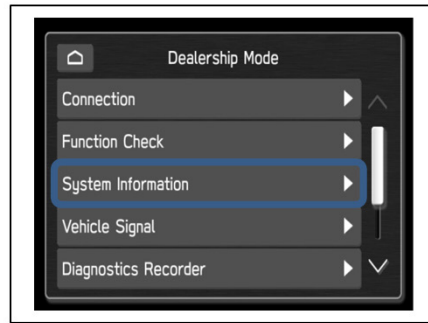 Dealership Mode
Connection
Function Check
System Information
Vehicle Signal
Diagnostics Recorder